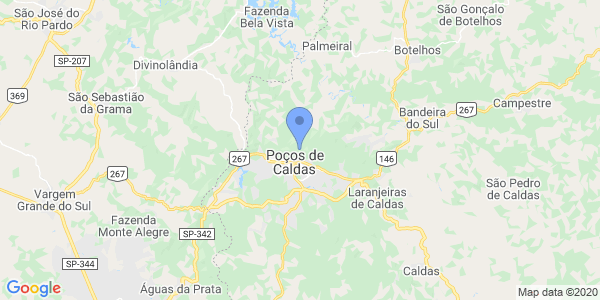 São José do
Rio Pardo
Fazenda
Bela Vista
São Gonçalo
de Botelhos
Palmeiral
Botelhos
SP-207
Divinolândia
369
São Sebastião
da Grama
Bandeira
do Sul
267
Campestre
267
Poços de
Caldas
146
267
Vargem
Grande do Sul
Laranjeiras
de Caldas
São Pedro
de Caldas
Fazenda
Monte Alegre
SP-342
SP-344
Caldas
Águas da Prata
Google
Map data ©2020